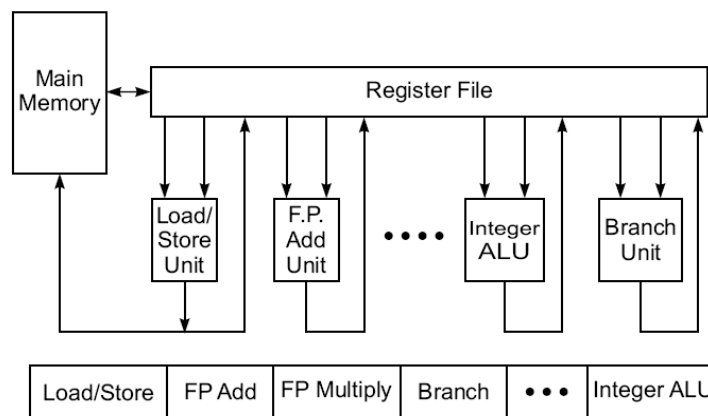 Main
Memory
Register File
Load/
Store
Unit
F.P.
Add
Unit
Integer
ALU
Branch
Unit
Load/Store
FP Add
FP Multiply
Branch
Integer ALU